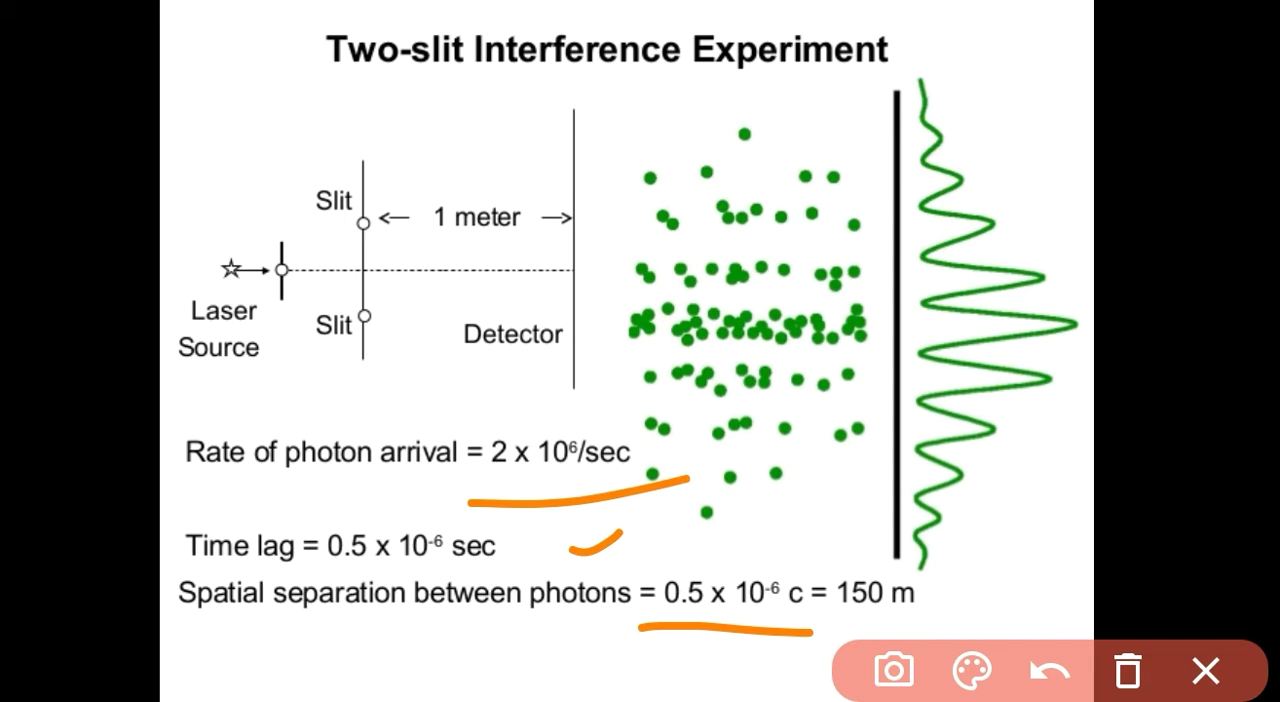 Two-slit Interference Experiment
Slit
← 1 meter →
Laser
Source
Slit
Detector
Rate of photon arrival = 2 x 10⁶/sec
Time lag = 0.5 x 10⁻⁶ sec
Spatial separation between photons = 0.5 x 10⁻⁶ c = 150 m